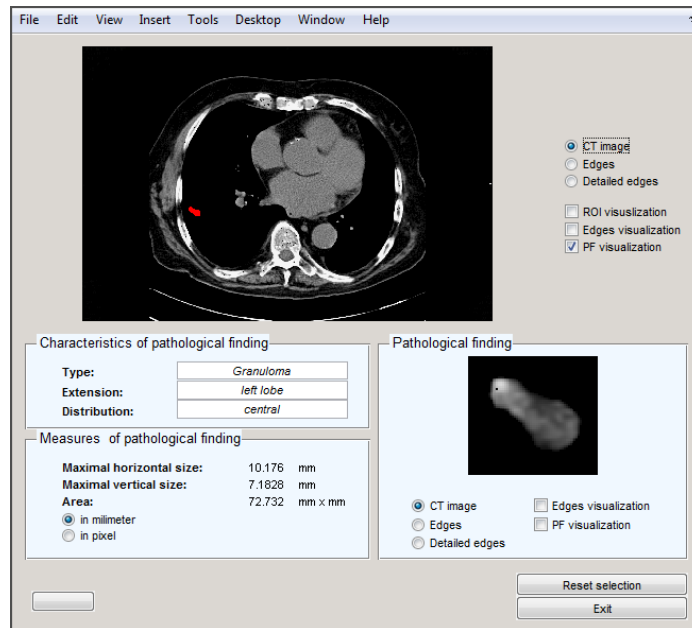 File Edit View Insert Tools Desktop Window Help
CT image
Edges
Detailed edges
ROI visuslization
Edges visualization
PF visualization
Characteristics of pathological finding
Type: Granuloma
Extension: left lobe
Distribution: central
Measures of pathological finding
Maximal horizontal size: 10.176 mm
Maximal vertical size: 7.1828 mm
Area: 72.732 mm x mm
in milimeter
in pixel
Pathological finding
CT image Edges visualization
Edges PF visualization
Detailed edges
Reset selection
Exit